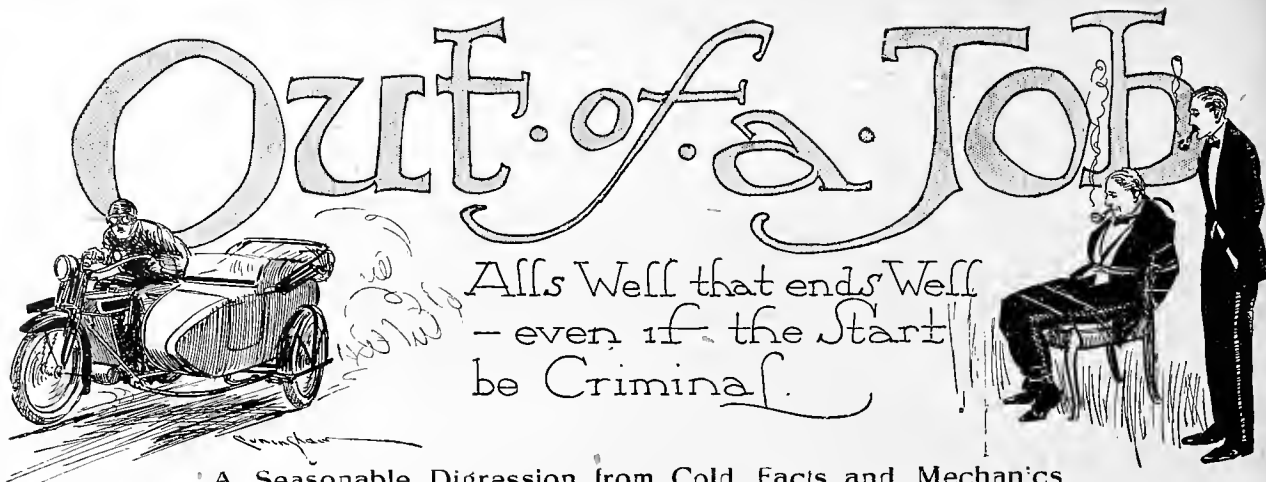 Out·of·a·Job
Alls Well that ends Well
– even if the Start
be Criminal.
A Seasonable Digression from Cold Facts and Mechanics